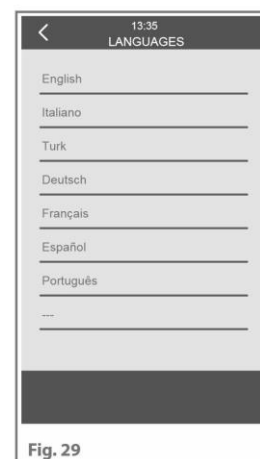 13:35
LANGUAGES
English
Italiano
Turk
Deutsch
Français
Español
Português
---
Fig. 29